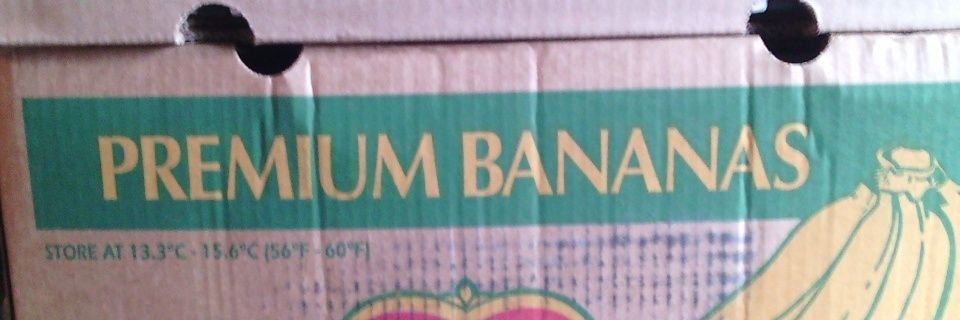 PREMIUM BANANAS
STORE AT 13.3°C - 15.6°C (56°F - 60°F)